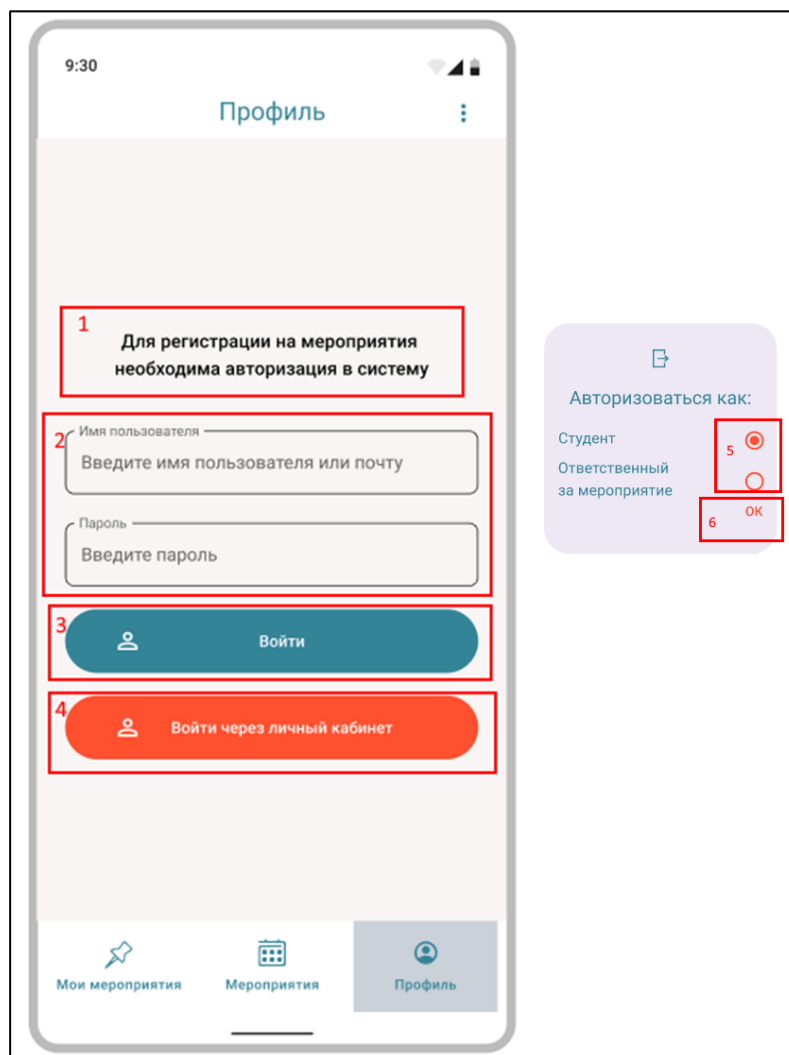 9:30
Профиль
1
Для регистрации на мероприятия
необходима авторизация в систему
2
Имя пользователя
Введите имя пользователя или почту
Пароль
Введите пароль
3
Войти
4
Войти через личный кабинет
Мои мероприятия
Мероприятия
Профиль
Авторизоваться как:
Студент
5
Ответственный
за мероприятие
6
ОК